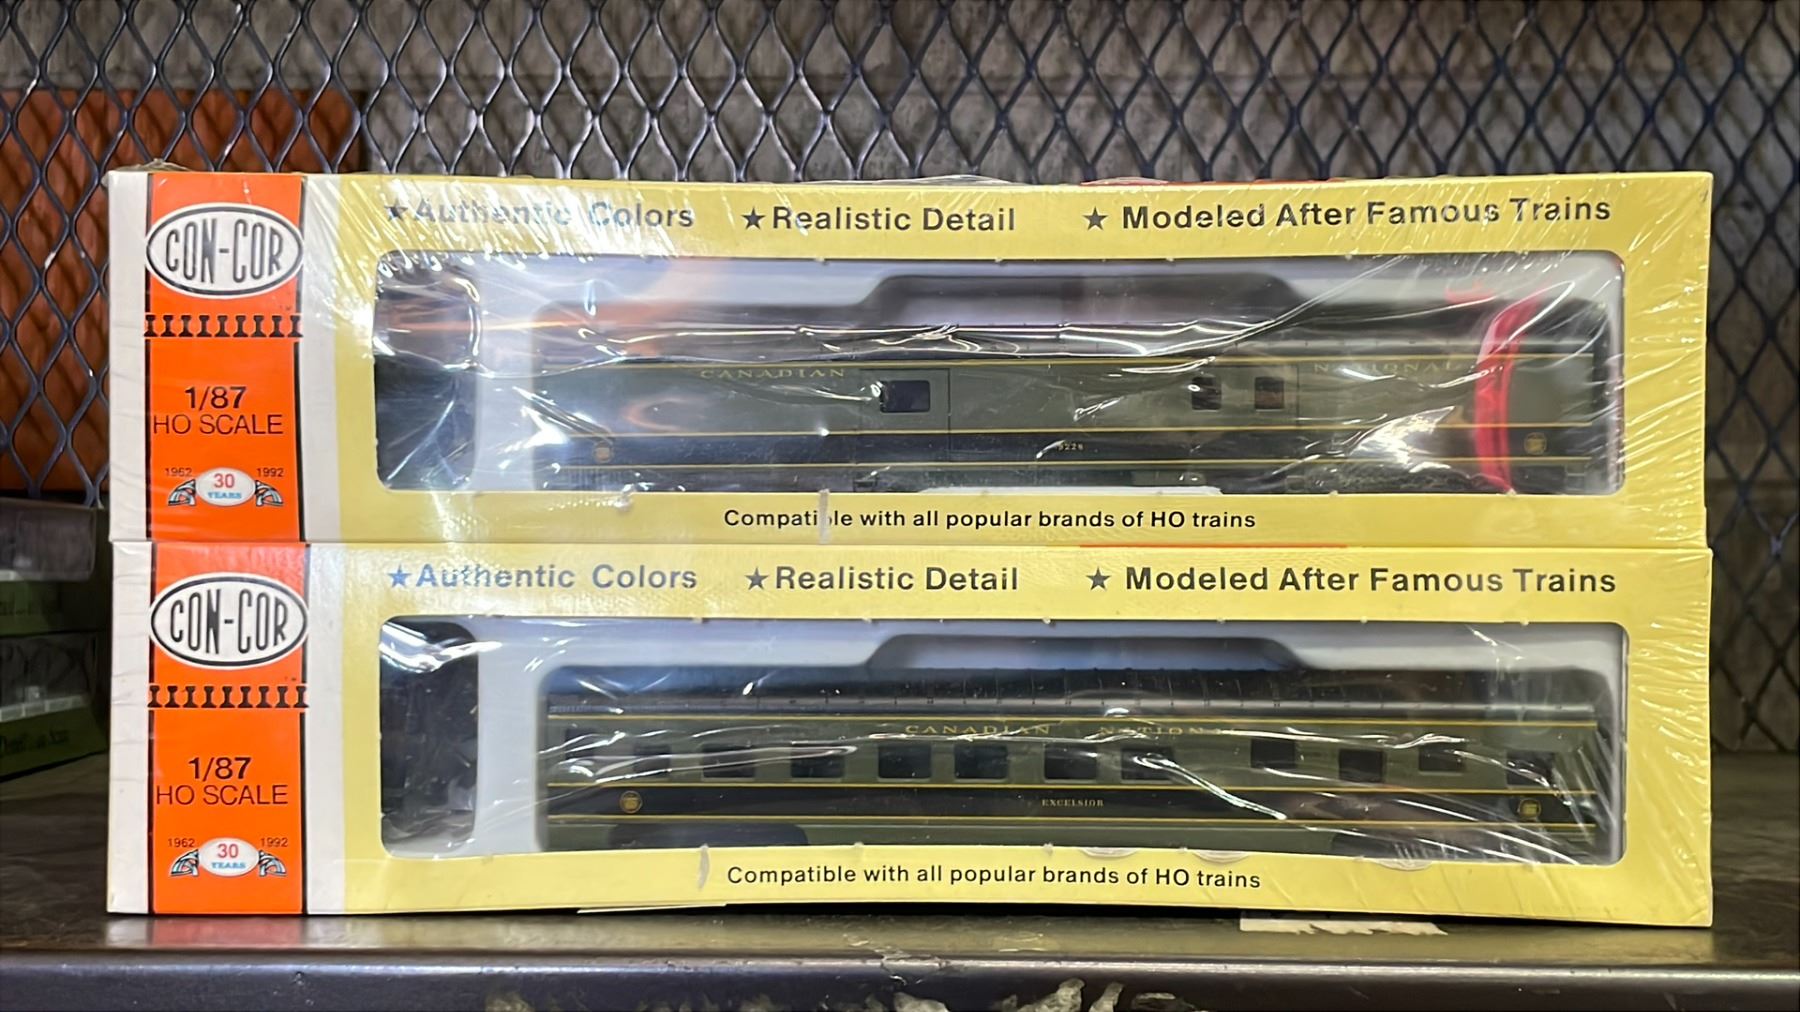 ★Authentic Colors ★Realistic Detail ★ Modeled After Famous Trains
CON-COR
1/87
HO SCALE
1962 30 YEARS 1992
CANADIAN NATIONAL
Compatible with all popular brands of HO trains
★Authentic Colors ★Realistic Detail ★ Modeled After Famous Trains
CON-COR
1/87
HO SCALE
1962 30 YEARS 1992
CANADIAN NATIONAL
EXCELSIOR
Compatible with all popular brands of HO trains